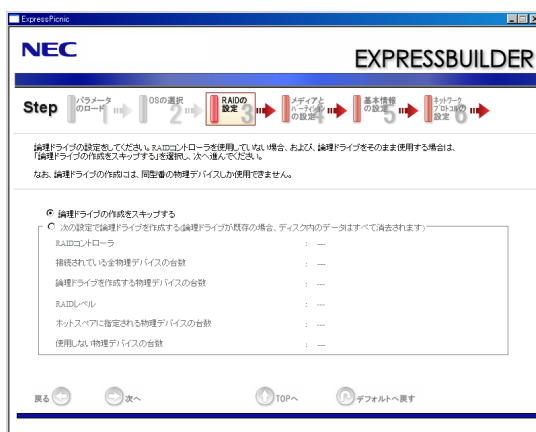 ExpressPicnic
NEC
EXPRESSBUILDER
Step
パラメータのロード 1
OSの選択 2
RAIDの設定 3
メディアとパーティションの設定 4
基本情報の設定 5
ネットワークプロトコルの設定 6
論理ドライブの設定をしてください。RAIDコントローラを使用していない場合、および、論理ドライブをそのまま使用する場合は、
「論理ドライブの作成をスキップする」を選択し、次へ進んでください。
なお、論理ドライブの作成には、同型番の物理デバイスしか使用できません。
論理ドライブの作成をスキップする
次の設定で論理ドライブを作成する(論理ドライブが既存の場合、ディスク内のデータはすべて消去されます)
RAIDコントローラ : ---
接続されている全物理デバイスの台数 : ---
論理ドライブを作成する物理デバイスの台数 : ---
RAIDレベル : ---
ホットスペアに指定される物理デバイスの台数 : ---
使用しない物理デバイスの台数 : ---
戻る 次へ TOPへ デフォルトへ戻す